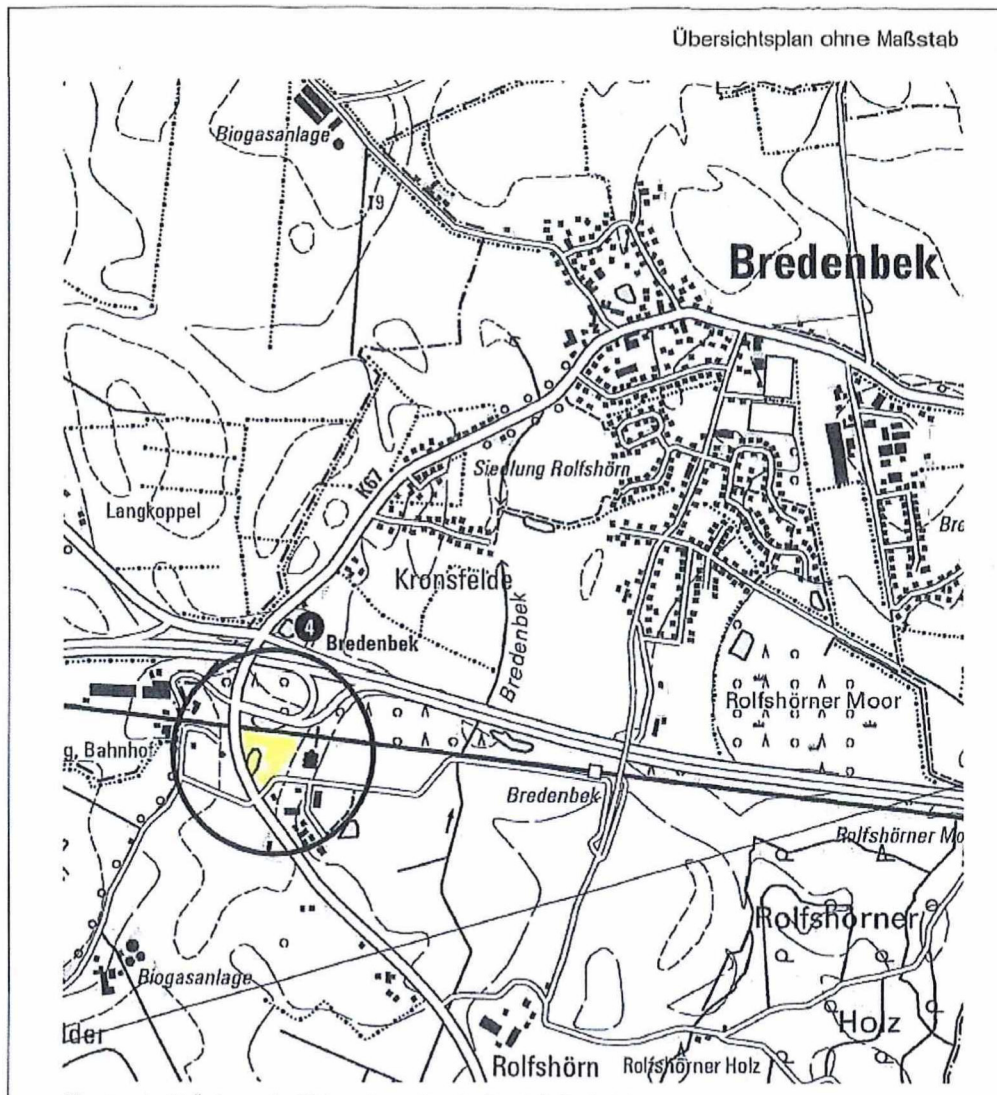 Übersichtsplan ohne Maßstab
Biogasanlage
19
Bredenbek
K67
Siedlung Rolfshörn
Langkoppel
Kronsfelde
Bredenbek
4
Bredenbek
Rolfshörner Moor
g. Bahnhof
Bredenbek
Rolfshörner Mo
Rolfshörner
Biogasanlage
Holz
lder
Rolfshörn
Rolfshörner Holz